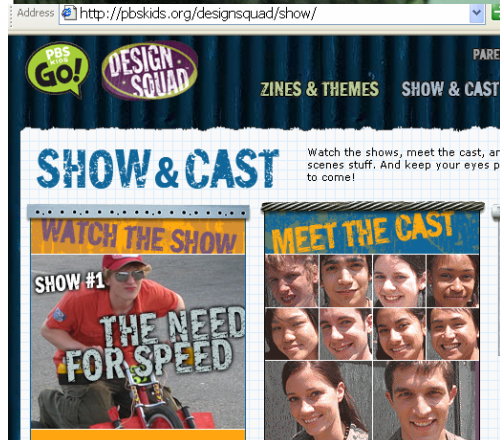 Address http://pbskids.org/designsquad/show/
PBS KIDS
GO!
DESIGN
SQUAD
PARE
ZINES & THEMES SHOW & CAST
SHOW & CAST
Watch the shows, meet the cast, an
scenes stuff. And keep your eyes p
to come!
WATCH THE SHOW
MEET THE CAST
SHOW #1
THE NEED
FOR SPEED